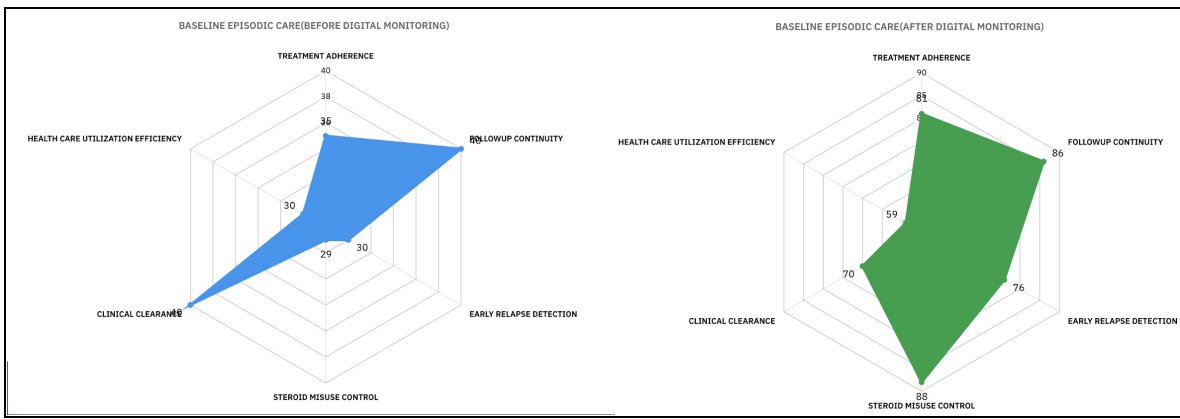 BASELINE EPISODIC CARE(BEFORE DIGITAL MONITORING)
TREATMENT ADHERENCE
40
38
35
HEALTH CARE UTILIZATION EFFICIENCY
40
FOLLOWUP CONTINUITY
30
30
29
CLINICAL CLEARANCE
40
EARLY RELAPSE DETECTION
STEROID MISUSE CONTROL
BASELINE EPISODIC CARE(AFTER DIGITAL MONITORING)
TREATMENT ADHERENCE
90
85
81
HEALTH CARE UTILIZATION EFFICIENCY
FOLLOWUP CONTINUITY
86
59
70
76
CLINICAL CLEARANCE
EARLY RELAPSE DETECTION
88
STEROID MISUSE CONTROL